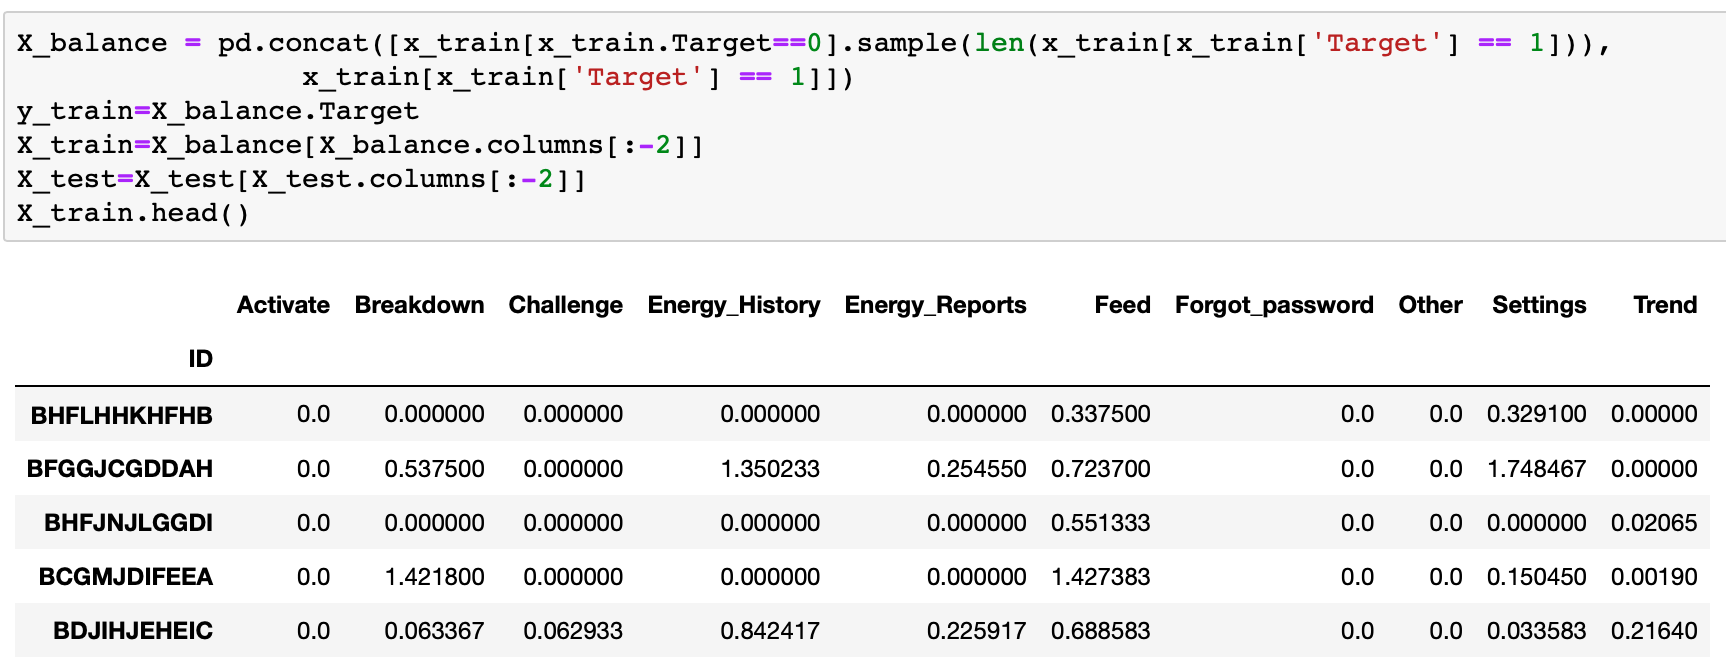 X_balance = pd.concat([x_train[x_train.Target==0].sample(len(x_train[x_train['Target'] == 1])),
x_train[x_train['Target'] == 1]])
y_train=X_balance.Target
X_train=X_balance[X_balance.columns[:-2]]
X_test=X_test[X_test.columns[:-2]]
X_train.head()
Activate Breakdown Challenge Energy_History Energy_Reports Feed Forgot_password Other Settings Trend
ID
BHFLHHKHFHB 0.0 0.000000 0.000000 0.000000 0.000000 0.337500 0.0 0.0 0.329100 0.00000
BFGGJCGDDAH 0.0 0.537500 0.000000 1.350233 0.254550 0.723700 0.0 0.0 1.748467 0.00000
BHFJNJLGGDI 0.0 0.000000 0.000000 0.000000 0.000000 0.551333 0.0 0.0 0.000000 0.02065
BCGMJDIFEEA 0.0 1.421800 0.000000 0.000000 0.000000 1.427383 0.0 0.0 0.150450 0.00190
BDJIHJEHEIC 0.0 0.063367 0.062933 0.842417 0.225917 0.688583 0.0 0.0 0.033583 0.21640